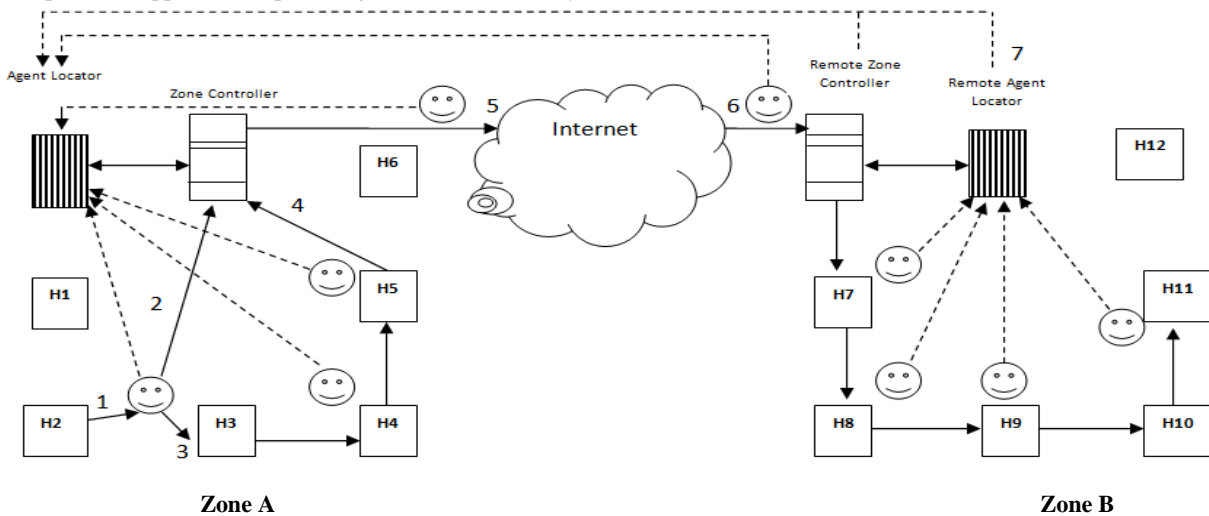 7
Agent Locator
Remote Zone
Controller
Remote Agent
Locator
Zone Controller
5
6
Internet
H6
H12
4
H1
2
H5
H7
H11
1
H2
3
H3
H4
H8
H9
H10
Zone A
Zone B